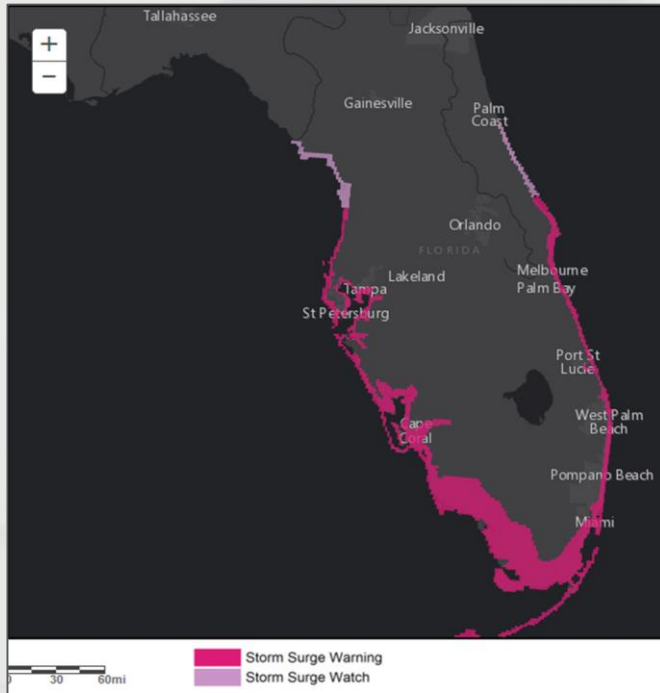 Tallahassee
Jacksonville
+
−
Gainesville
Palm
Coast
Orlando
FLORIDA
Lakeland
Melbourne
Tampa
Palm Bay
St Petersburg
Port St
Lucie
West Palm
Beach
Cape
Coral
Pompano Beach
Miami
Storm Surge Warning
0 30 60mi
Storm Surge Watch